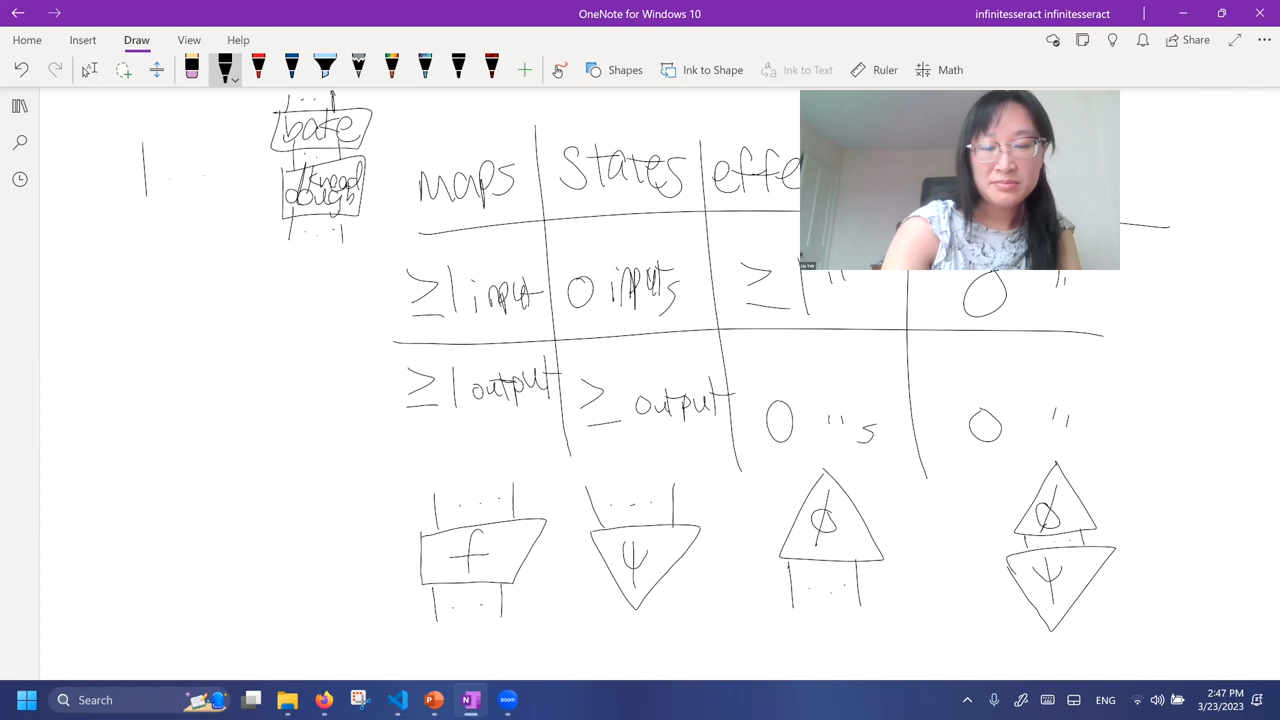 OneNote for Windows 10
infinitesseract infinitesseract
Home Insert Draw View Help
Share
Shapes Ink to Shape Ink to Text Ruler Math
bake
knead
dough
maps States effe
≥1 input 0 inputs ≥1 " 0 "
≥1 output ≥ output 0 "s 0 "
... ... ϕ ϕ
f ψ ... ψ
...
Liz Yeh
Search
ENG
2:47 PM
3/23/2023